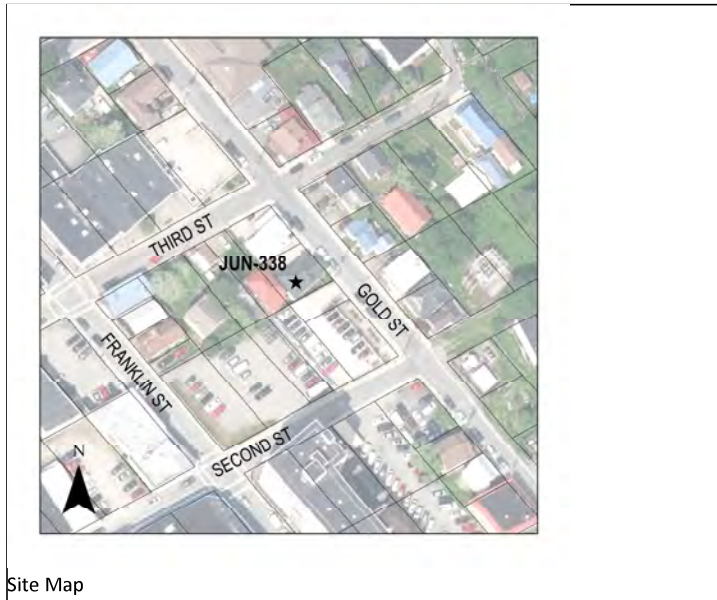 THIRD ST
JUN-338
GOLD ST
FRANKLIN ST
SECOND ST
N
Site Map